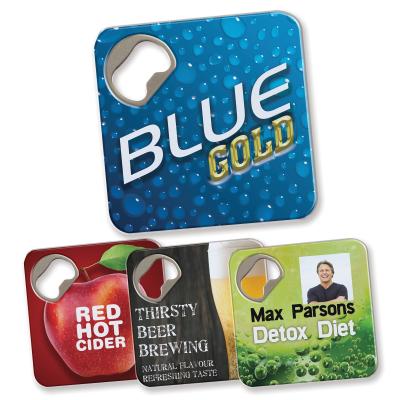 BLUE
GOLD
RED
HOT
CIDER
THIRSTY
BEER
BREWING
NATURAL FLAVOUR
REFRESHING TASTE
Max Parsons
Detox Diet